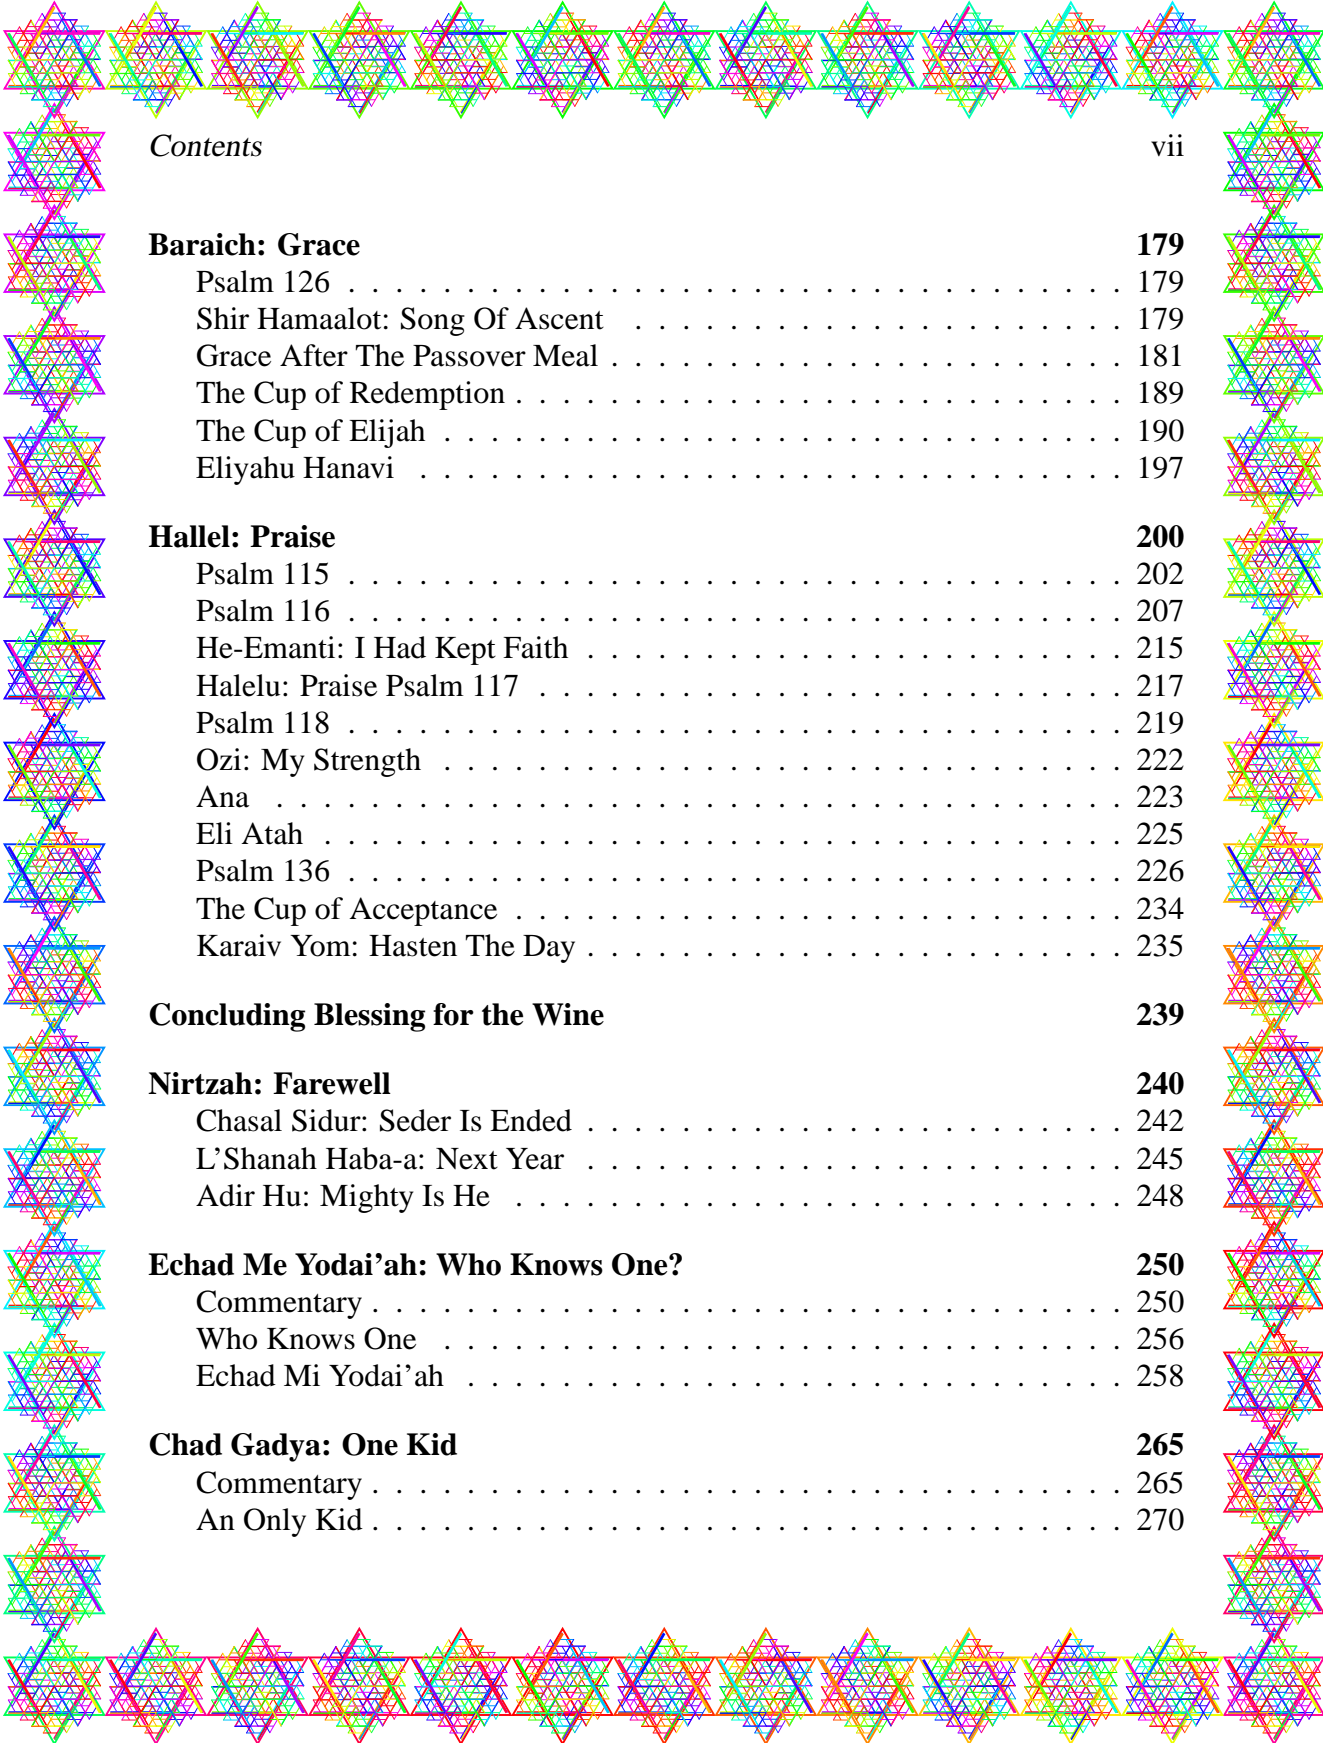 Contents vii
Baraich: Grace 179
Psalm 126 . . . . . . . . . . . . . . . . . . . . . . . . . . . . . . . . . 179
Shir Hamaalot: Song Of Ascent . . . . . . . . . . . . . . . . . . . . . 179
Grace After The Passover Meal . . . . . . . . . . . . . . . . . . . . . . 181
The Cup of Redemption . . . . . . . . . . . . . . . . . . . . . . . . . . 189
The Cup of Elijah . . . . . . . . . . . . . . . . . . . . . . . . . . . . . 190
Eliyahu Hanavi . . . . . . . . . . . . . . . . . . . . . . . . . . . . . . 197
Hallel: Praise 200
Psalm 115 . . . . . . . . . . . . . . . . . . . . . . . . . . . . . . . . . 202
Psalm 116 . . . . . . . . . . . . . . . . . . . . . . . . . . . . . . . . . 207
He-Emanti: I Had Kept Faith . . . . . . . . . . . . . . . . . . . . . . . 215
Halelu: Praise Psalm 117 . . . . . . . . . . . . . . . . . . . . . . . . . 217
Psalm 118 . . . . . . . . . . . . . . . . . . . . . . . . . . . . . . . . . 219
Ozi: My Strength . . . . . . . . . . . . . . . . . . . . . . . . . . . . . 222
Ana . . . . . . . . . . . . . . . . . . . . . . . . . . . . . . . . . . . . 223
Eli Atah . . . . . . . . . . . . . . . . . . . . . . . . . . . . . . . . . . 225
Psalm 136 . . . . . . . . . . . . . . . . . . . . . . . . . . . . . . . . . 226
The Cup of Acceptance . . . . . . . . . . . . . . . . . . . . . . . . . . 234
Karaiv Yom: Hasten The Day . . . . . . . . . . . . . . . . . . . . . . . 235
Concluding Blessing for the Wine 239
Nirtzah: Farewell 240
Chasal Sidur: Seder Is Ended . . . . . . . . . . . . . . . . . . . . . . . 242
L’Shanah Haba-a: Next Year . . . . . . . . . . . . . . . . . . . . . . . 245
Adir Hu: Mighty Is He . . . . . . . . . . . . . . . . . . . . . . . . . . 248
Echad Me Yodai’ah: Who Knows One? 250
Commentary . . . . . . . . . . . . . . . . . . . . . . . . . . . . . . . . 250
Who Knows One . . . . . . . . . . . . . . . . . . . . . . . . . . . . . 256
Echad Mi Yodai’ah . . . . . . . . . . . . . . . . . . . . . . . . . . . . 258
Chad Gadya: One Kid 265
Commentary . . . . . . . . . . . . . . . . . . . . . . . . . . . . . . . . 265
An Only Kid . . . . . . . . . . . . . . . . . . . . . . . . . . . . . . . . 270